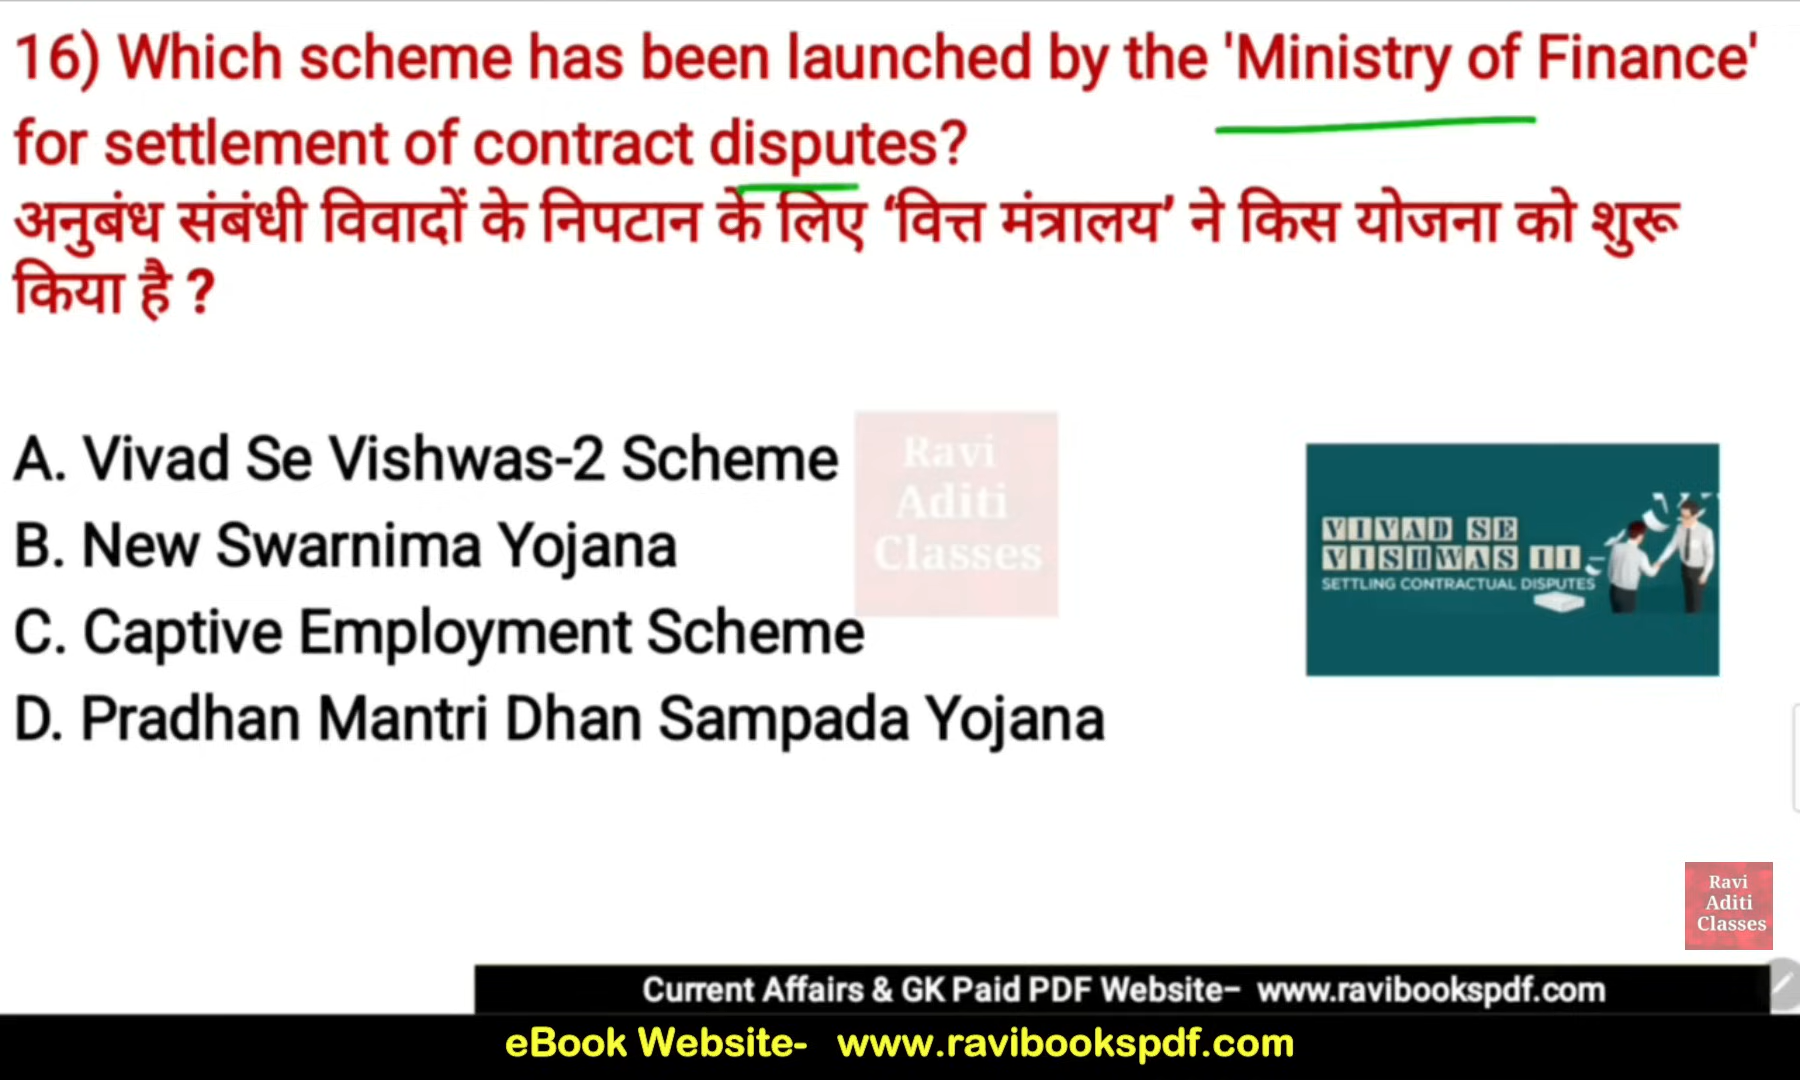 16) Which scheme has been launched by the 'Ministry of Finance'
for settlement of contract disputes?
अनुबंध संबंधी विवादों के निपटान के लिए ‘वित्त मंत्रालय’ ने किस योजना को शुरू
किया है ?
A. Vivad Se Vishwas-2 Scheme
B. New Swarnima Yojana
C. Captive Employment Scheme
D. Pradhan Mantri Dhan Sampada Yojana
Ravi
Aditi
Classes
VIVAD SE
VISHWAS II
SETTLING CONTRACTUAL DISPUTES
Ravi
Aditi
Classes
Current Affairs & GK Paid PDF Website- www.ravibookspdf.com
eBook Website- www.ravibookspdf.com